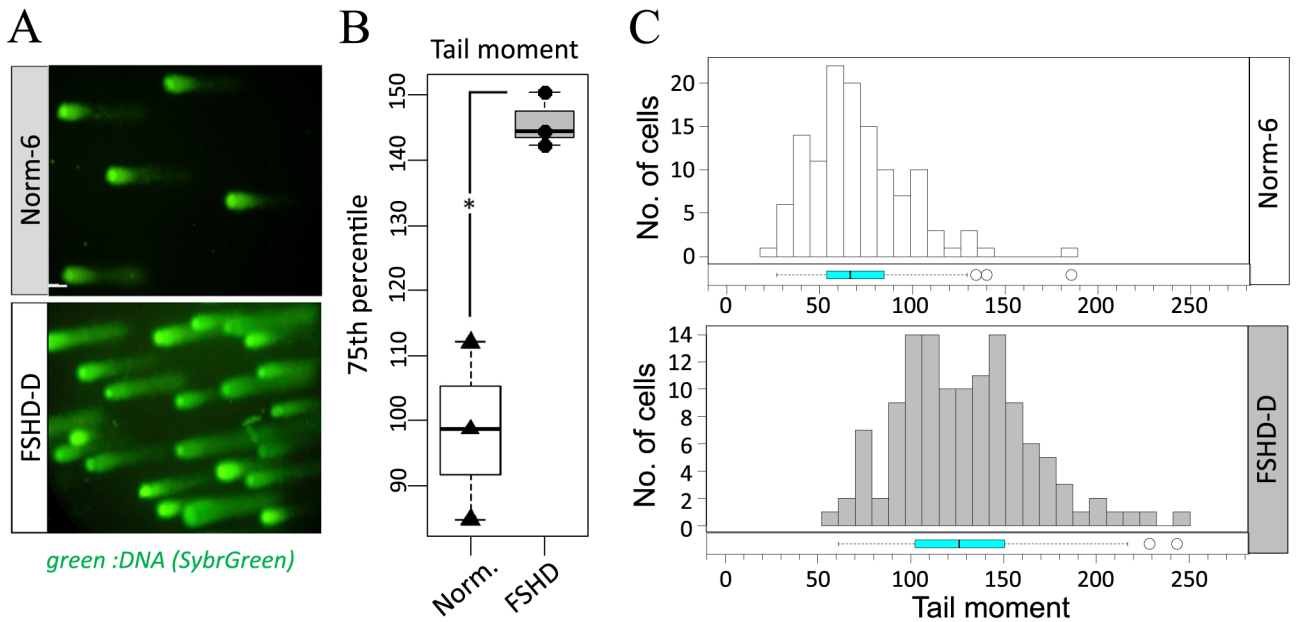 A
Norm-6
FSHD-D
green :DNA (SybrGreen)
B
Tail moment
75th percentile
150
140
130
120
110
100
90
*
Norm.
FSHD
C
No. of cells
20
15
10
5
0
Norm-6
0 50 100 150 200 250
No. of cells
14
12
10
8
6
4
2
0
FSHD-D
0 50 100 150 200 250
Tail moment